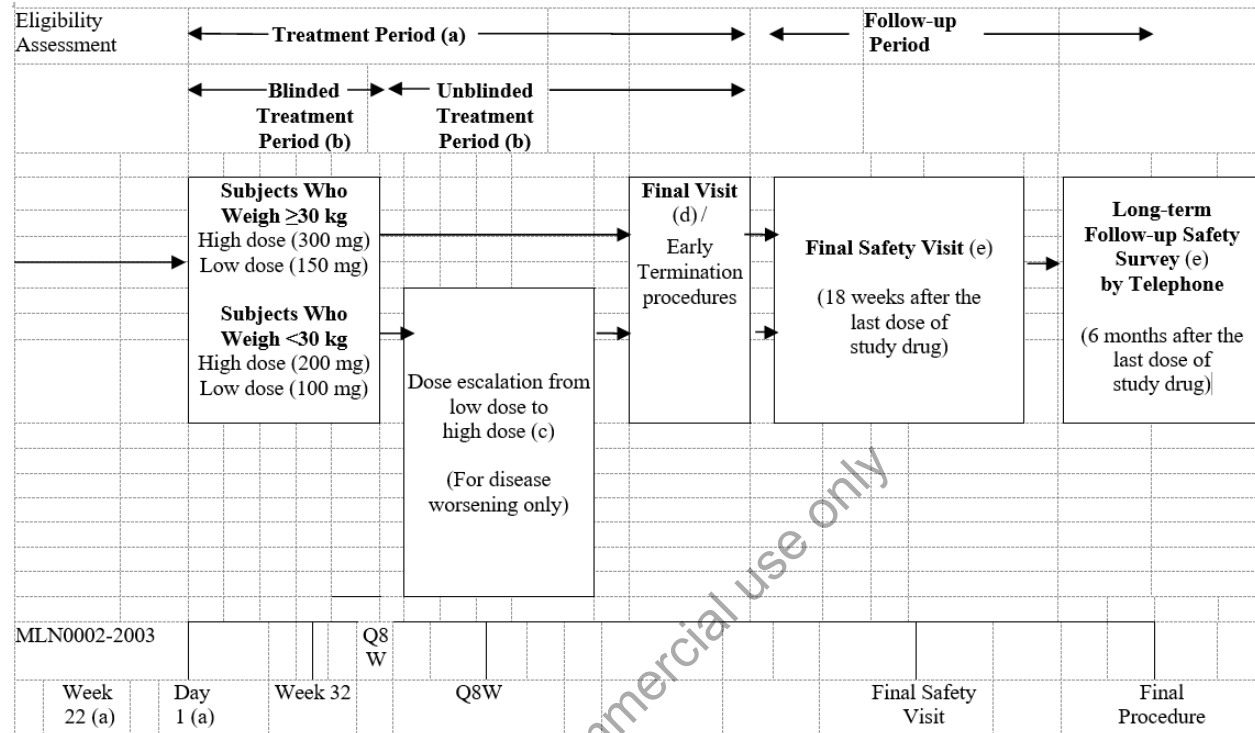 Eligibility
Assessment
Treatment Period (a)
Follow-up
Period
Blinded
Treatment
Period (b)
Unblinded
Treatment
Period (b)
Subjects Who
Weigh ≥30 kg
High dose (300 mg)
Low dose (150 mg)
Subjects Who
Weigh <30 kg
High dose (200 mg)
Low dose (100 mg)
Dose escalation from
low dose to
high dose (c)
(For disease
worsening only)
Final Visit
(d) /
Early
Termination
procedures
Final Safety Visit (e)
(18 weeks after the
last dose of
study drug)
Long-term
Follow-up Safety
Survey (e)
by Telephone
(6 months after the
last dose of
study drug)
MLN0002-2003
Q8
W
Week
22 (a)
Day
1 (a)
Week 32
Q8W
Final Safety
Visit
Final
Procedure
use only